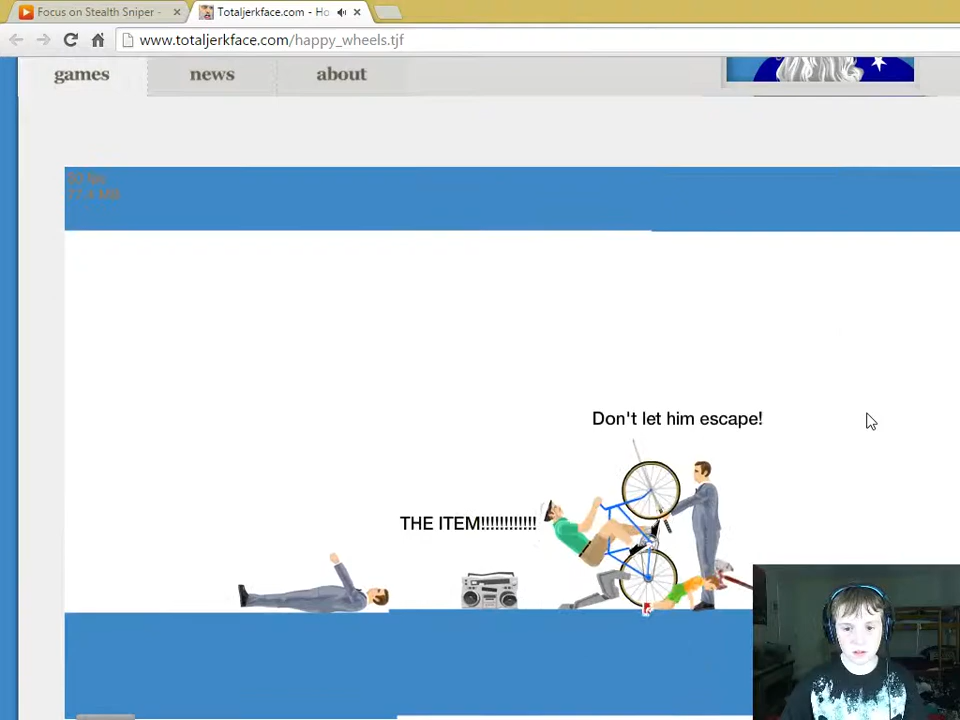 Focus on Stealth Sniper -
Totaljerkface.com - Ho
www.totaljerkface.com/happy_wheels.tjf
games news about
Don't let him escape!
THE ITEM!!!!!!!!!!!!